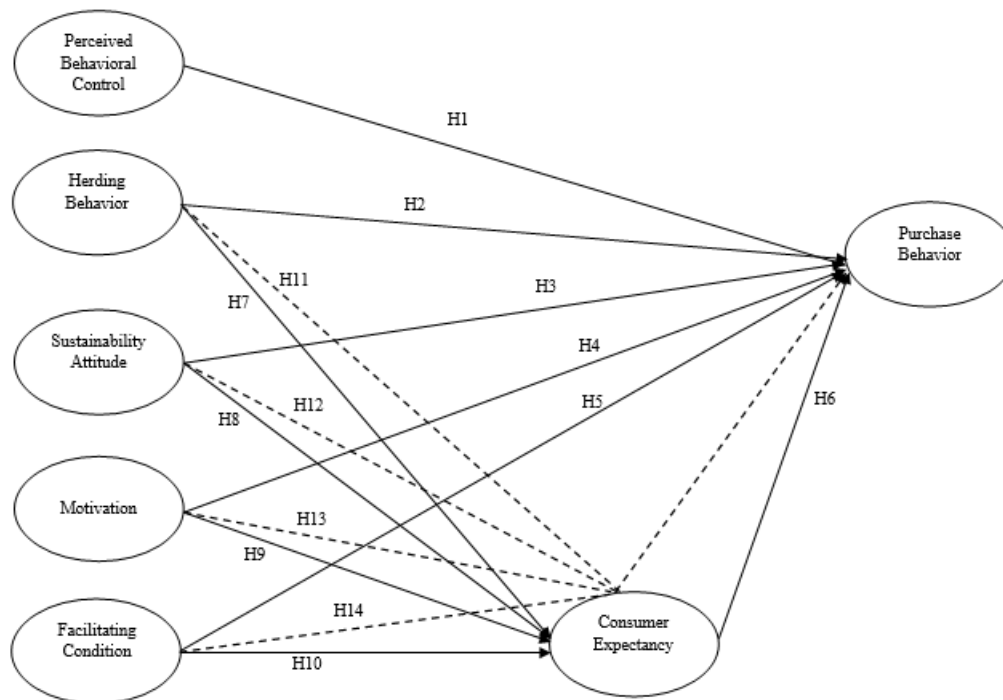 Perceived
Behavioral
Control
H1
Herding
Behavior
H2
Purchase
Behavior
H11
H7
H3
Sustainability
Attitude
H4
H12
H5
H8
H6
Motivation
H13
H9
H14
Facilitating
Condition
H10
Consumer
Expectancy